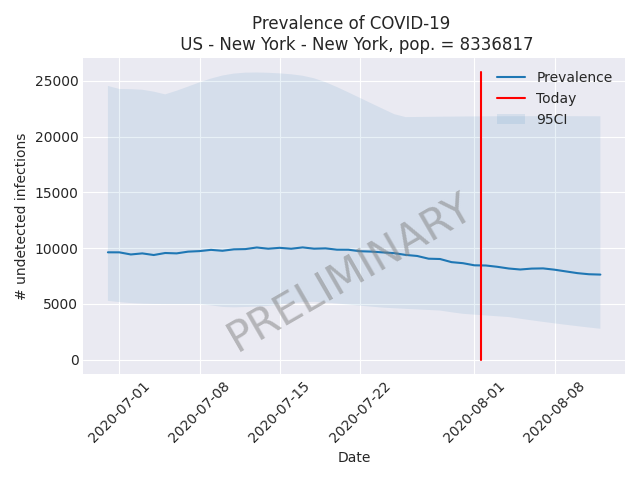 Prevalence of COVID-19
US - New York - New York, pop. = 8336817
Prevalence
Today
95CI
# undetected infections
25000
20000
15000
10000
5000
0
PRELIMINARY
2020-07-01
2020-07-08
2020-07-15
2020-07-22
2020-08-01
2020-08-08
Date